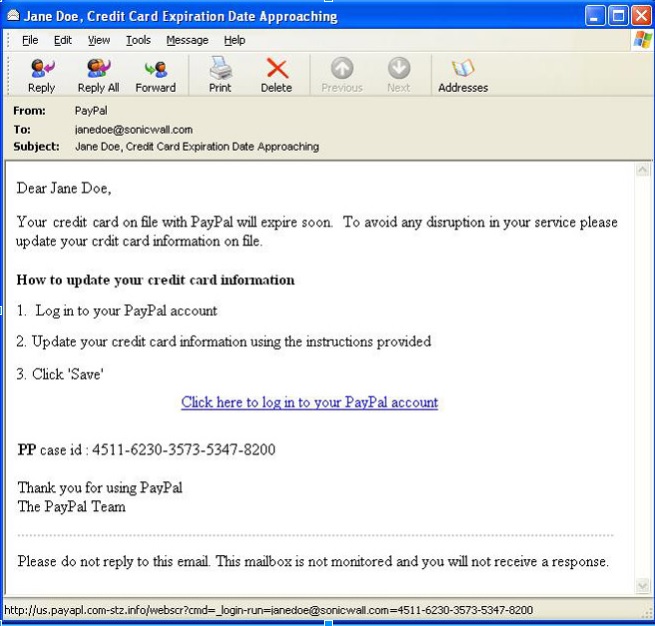 Jane Doe, Credit Card Expiration Date Approaching
File Edit View Tools Message Help
Reply Reply All Forward Print Delete Previous Next Addresses
From: PayPal
To: janedoe@sonicwall.com
Subject: Jane Doe, Credit Card Expiration Date Approaching
Dear Jane Doe,
Your credit card on file with PayPal will expire soon. To avoid any disruption in your service please
update your crdit card information on file.
How to update your credit card information
1. Log in to your PayPal account
2. Update your credit card information using the instructions provided
3. Click 'Save'
Click here to log in to your PayPal account
PP case id : 4511-6230-3573-5347-8200
Thank you for using PayPal
The PayPal Team
Please do not reply to this email. This mailbox is not monitored and you will not receive a response.
http://us.payapl.com-stz.info/webscr?cmd=_login-run=janedoe@sonicwall.com=4511-6230-3573-5347-8200